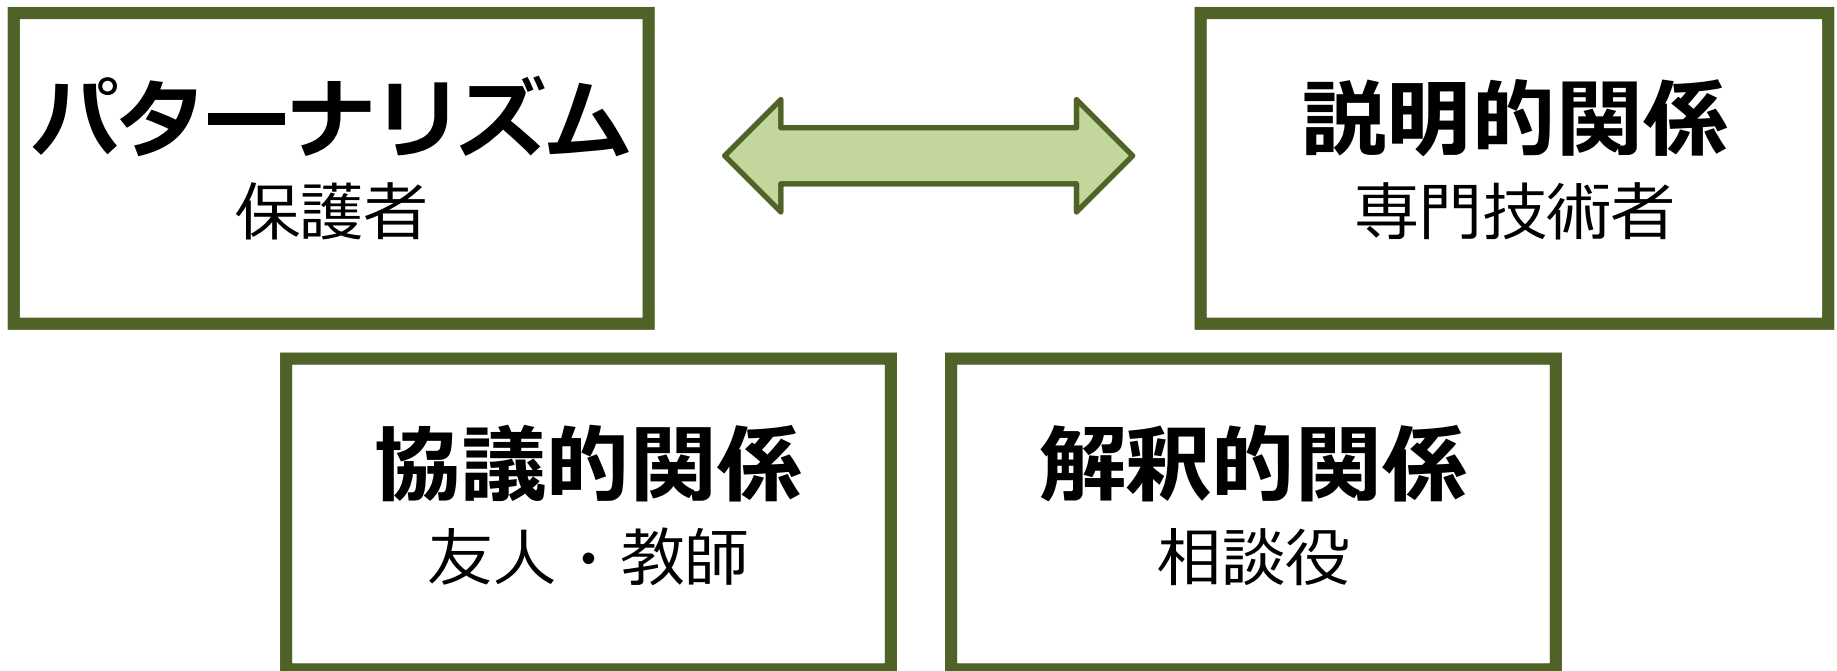 パターナリズム
保護者
説明的関係
専門技術者
協議的関係
友人・教師
解釈的関係
相談役